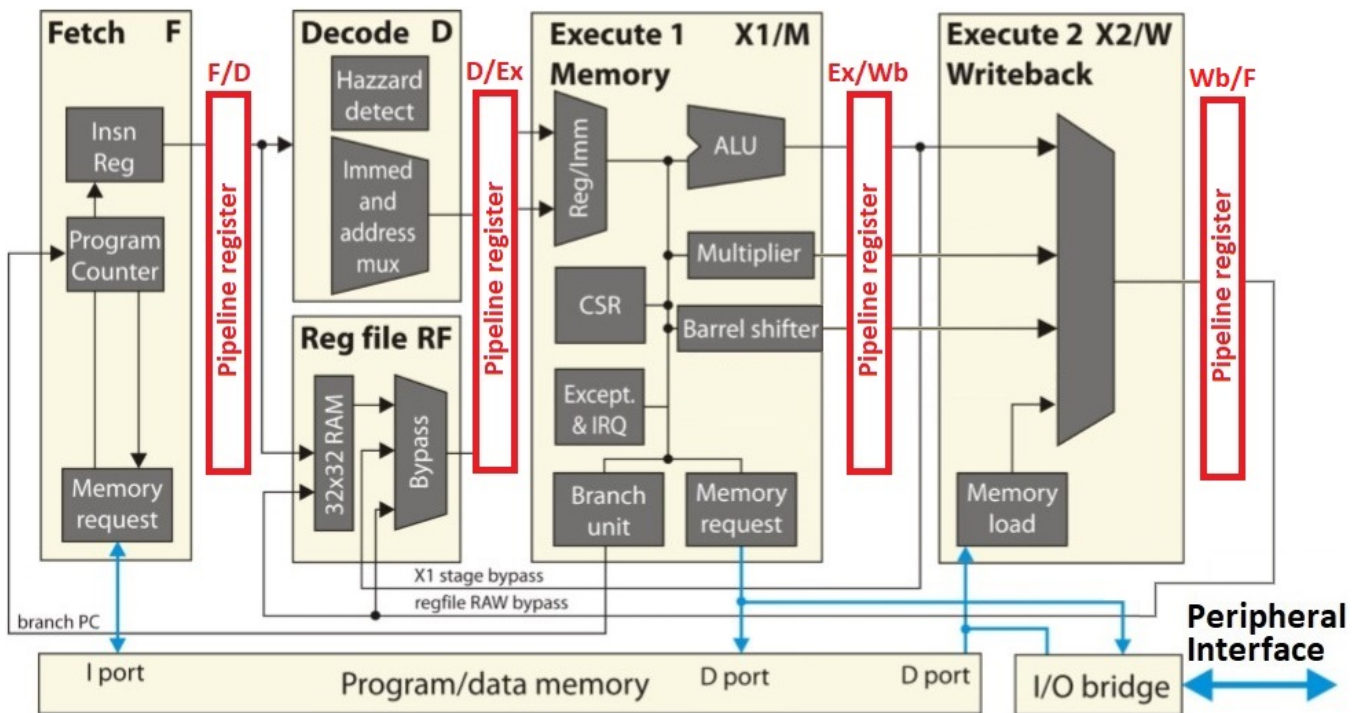 Fetch F
Insn
Reg
Program
Counter
Memory
request
F/D
Pipeline register
Decode D
Hazzard
detect
Immed
and
address
mux
Reg file RF
32x32 RAM
Bypass
D/Ex
Pipeline register
Execute 1 X1/M
Memory
Reg/Imm
ALU
Multiplier
CSR
Barrel shifter
Except.
& IRQ
Branch
unit
Memory
request
Ex/Wb
Pipeline register
Execute 2 X2/W
Writeback
Memory
load
Wb/F
Pipeline register
X1 stage bypass
regfile RAW bypass
branch PC
Peripheral
Interface
I port
Program/data memory
D port
D port
I/O bridge